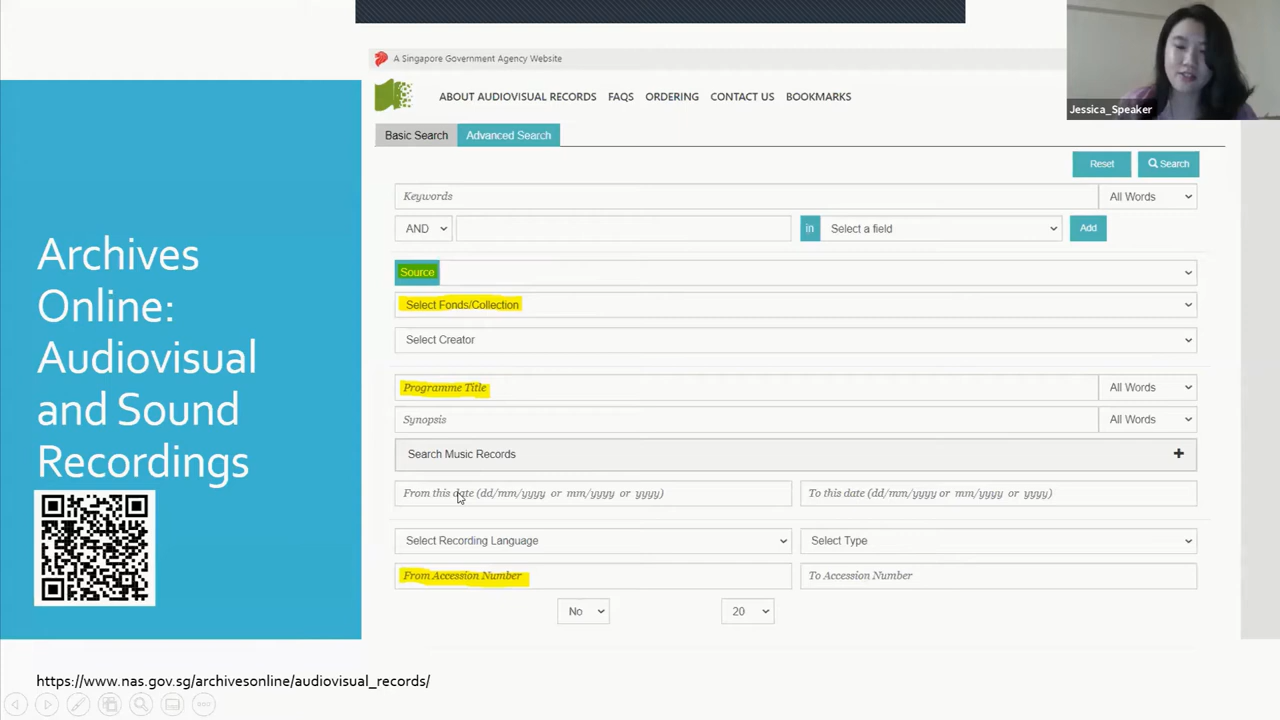 A Singapore Government Agency Website
ABOUT AUDIOVISUAL RECORDS FAQS ORDERING CONTACT US BOOKMARKS
Jessica_Speaker
Basic Search Advanced Search
Reset Search
Keywords All Words
AND in Select a field Add
Source
Select Fonds/Collection
Select Creator
Programme Title All Words
Synopsis All Words
Search Music Records +
From this date (dd/mm/yyyy or mm/yyyy or yyyy) To this date (dd/mm/yyyy or mm/yyyy or yyyy)
Select Recording Language Select Type
From Accession Number To Accession Number
No 20
Archives
Online:
Audiovisual
and Sound
Recordings
https://www.nas.gov.sg/archivesonline/audiovisual_records/